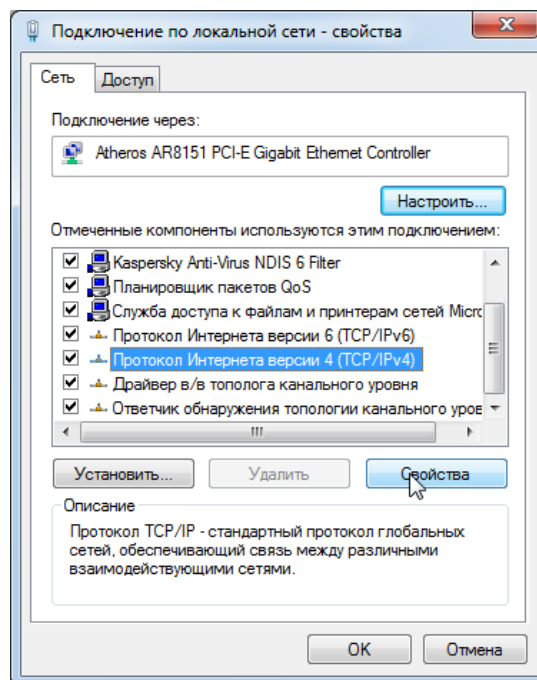 Подключение по локальной сети - свойства
Сеть
Доступ
Подключение через:
Atheros AR8151 PCI-E Gigabit Ethernet Controller
Настроить...
Отмеченные компоненты используются этим подключением:
Kaspersky Anti-Virus NDIS 6 Filter
Планировщик пакетов QoS
Служба доступа к файлам и принтерам сетей Micro
Протокол Интернета версии 6 (TCP/IPv6)
Протокол Интернета версии 4 (TCP/IPv4)
Драйвер в/в тополога канального уровня
Ответчик обнаружения топологии канального уров
Установить...
Удалить
Свойства
Описание
Протокол TCP/IP - стандартный протокол глобальных
сетей, обеспечивающий связь между различными
взаимодействующими сетями.
OK
Отмена